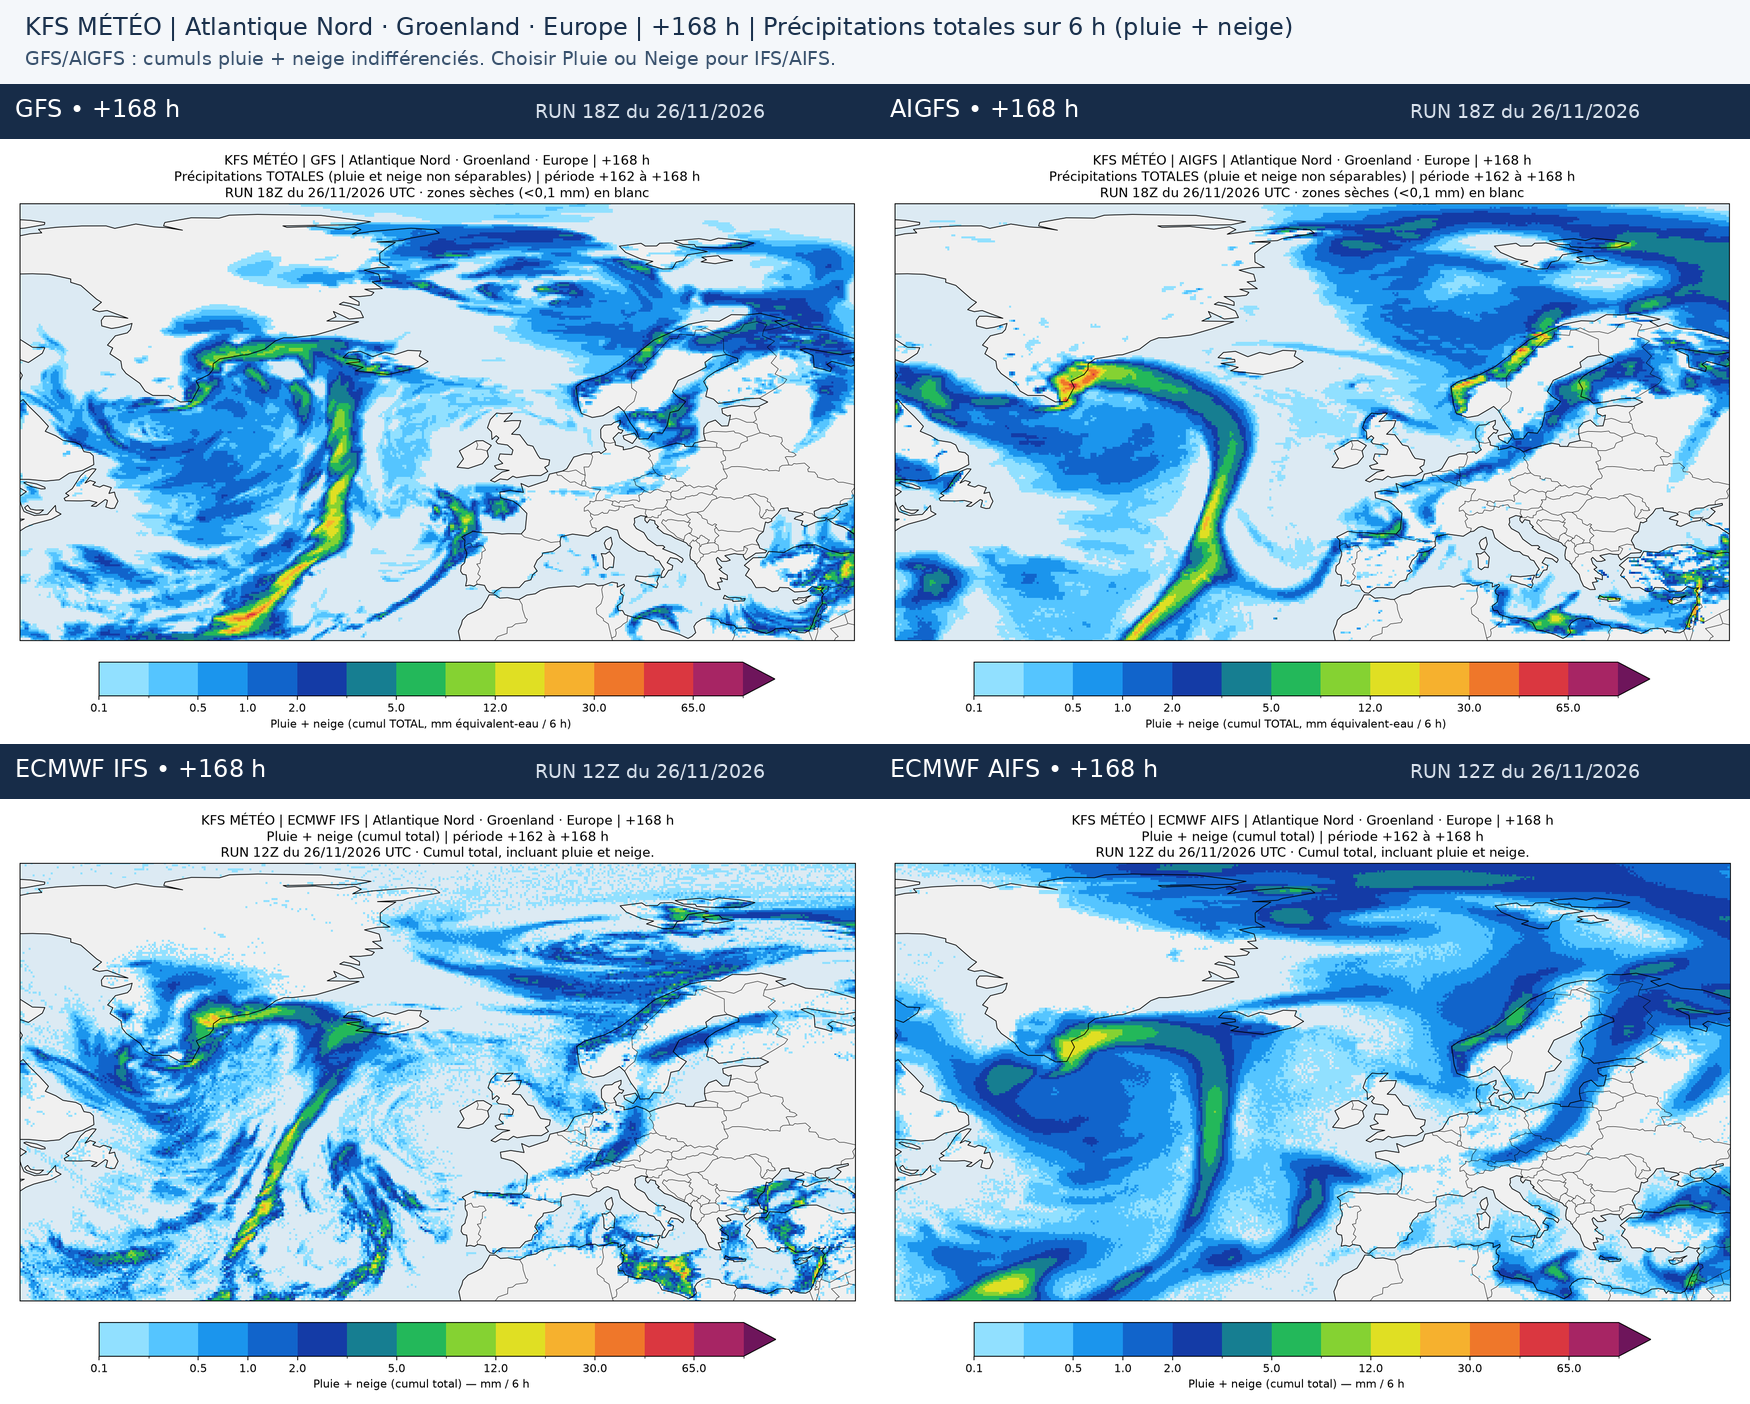 KFS MÉTÉO | Atlantique Nord · Groenland · Europe | +168 h | Précipitations totales sur 6 h (pluie + neige)
GFS/AIGFS : cumuls pluie + neige indifférenciés. Choisir Pluie ou Neige pour IFS/AIFS.
GFS • +168 h RUN 18Z du 26/11/2026
AIGFS • +168 h RUN 18Z du 26/11/2026
KFS MÉTÉO | GFS | Atlantique Nord · Groenland · Europe | +168 h
Précipitations TOTALES (pluie et neige non séparables) | période +162 à +168 h
RUN 18Z du 26/11/2026 UTC · zones sèches (<0,1 mm) en blanc
KFS MÉTÉO | AIGFS | Atlantique Nord · Groenland · Europe | +168 h
Précipitations TOTALES (pluie et neige non séparables) | période +162 à +168 h
RUN 18Z du 26/11/2026 UTC · zones sèches (<0,1 mm) en blanc
0.1 0.5 1.0 2.0 5.0 12.0 30.0 65.0
Pluie + neige (cumul TOTAL, mm équivalent-eau / 6 h)
0.1 0.5 1.0 2.0 5.0 12.0 30.0 65.0
Pluie + neige (cumul TOTAL, mm équivalent-eau / 6 h)
ECMWF IFS • +168 h RUN 12Z du 26/11/2026
ECMWF AIFS • +168 h RUN 12Z du 26/11/2026
KFS MÉTÉO | ECMWF IFS | Atlantique Nord · Groenland · Europe | +168 h
Pluie + neige (cumul total) | période +162 à +168 h
RUN 12Z du 26/11/2026 UTC · Cumul total, incluant pluie et neige.
KFS MÉTÉO | ECMWF AIFS | Atlantique Nord · Groenland · Europe | +168 h
Pluie + neige (cumul total) | période +162 à +168 h
RUN 12Z du 26/11/2026 UTC · Cumul total, incluant pluie et neige.
0.1 0.5 1.0 2.0 5.0 12.0 30.0 65.0
Pluie + neige (cumul total) — mm / 6 h
0.1 0.5 1.0 2.0 5.0 12.0 30.0 65.0
Pluie + neige (cumul total) — mm / 6 h